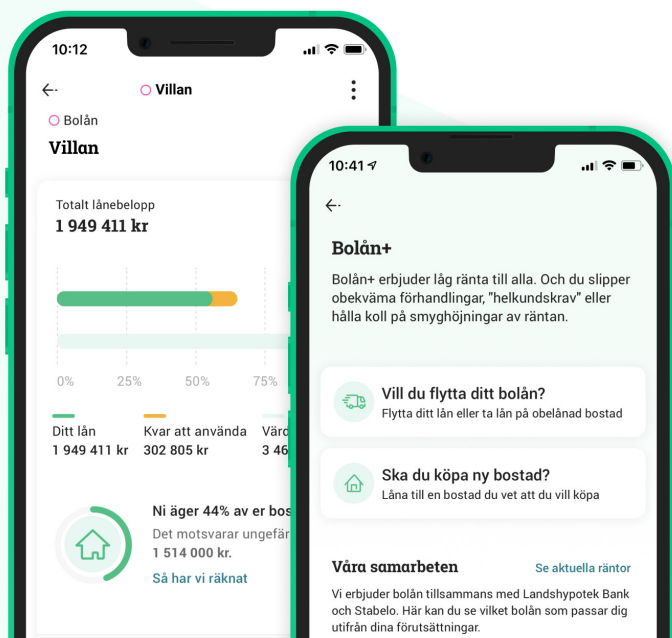 10:12
Villan
Bolån
Villan
Totalt lånebelopp
1 949 411 kr
0% 25% 50% 75%
Ditt lån
1 949 411 kr
Kvar att använda
302 805 kr
Värd
3 46
Ni äger 44% av er bos
Det motsvarar ungefär
1 514 000 kr.
Så har vi räknat
10:41
Bolån+
Bolån+ erbjuder låg ränta till alla. Och du slipper
obekväma förhandlingar, "helkundskrav" eller
hålla koll på smyghöjningar av räntan.
Vill du flytta ditt bolån?
Flytta ditt lån eller ta lån på obelånad bostad
Ska du köpa ny bostad?
Låna till en bostad du vet att du vill köpa
Våra samarbeten
Se aktuella räntor
Vi erbjuder bolån tillsammans med Landshypotek Bank
och Stabelo. Här kan du se vilket bolån som passar dig
utifrån dina förutsättningar.